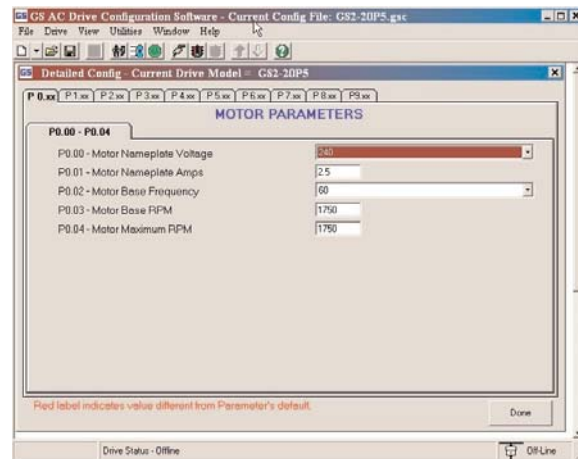 GS AC Drive Configuration Software - Current Config File: GS2-20P5.gsc
File Drive View Utilities Window Help
Detailed Config - Current Drive Model = GS2-20P5
P 0.xx P1.xx P2.xx P3.xx P4.xx P5.xx P6.xx P7.xx P8.xx P9.xx
MOTOR PARAMETERS
P0.00 - P0.04
P0.00 - Motor Nameplate Voltage 240
P0.01 - Motor Nameplate Amps 2.5
P0.02 - Motor Base Frequency 60
P0.03 - Motor Base RPM 1750
P0.04 - Motor Maximum RPM 1750
Red label indicates value different from Parameter's default.
Done
Drive Status - Offline
Off-Line